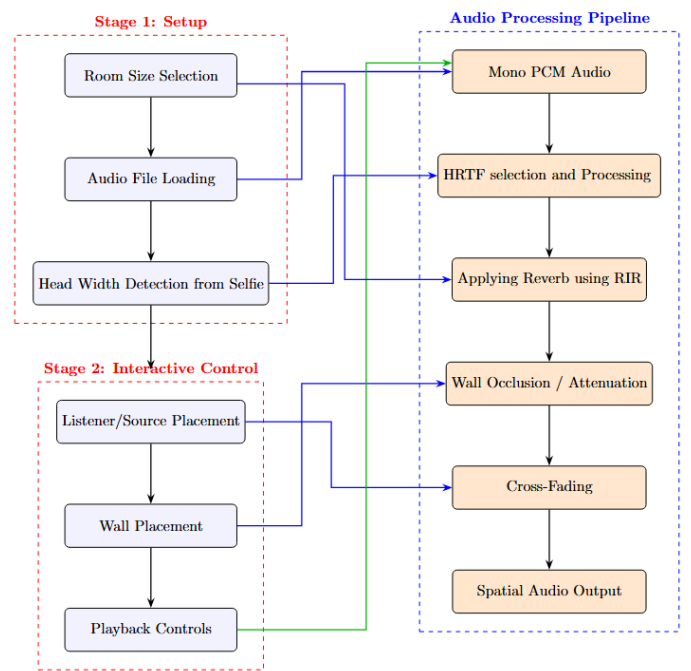 Stage 1: Setup
Room Size Selection
Audio File Loading
Head Width Detection from Selfie
Stage 2: Interactive Control
Listener/Source Placement
Wall Placement
Playback Controls
Audio Processing Pipeline
Mono PCM Audio
HRTF selection and Processing
Applying Reverb using RIR
Wall Occlusion / Attenuation
Cross-Fading
Spatial Audio Output